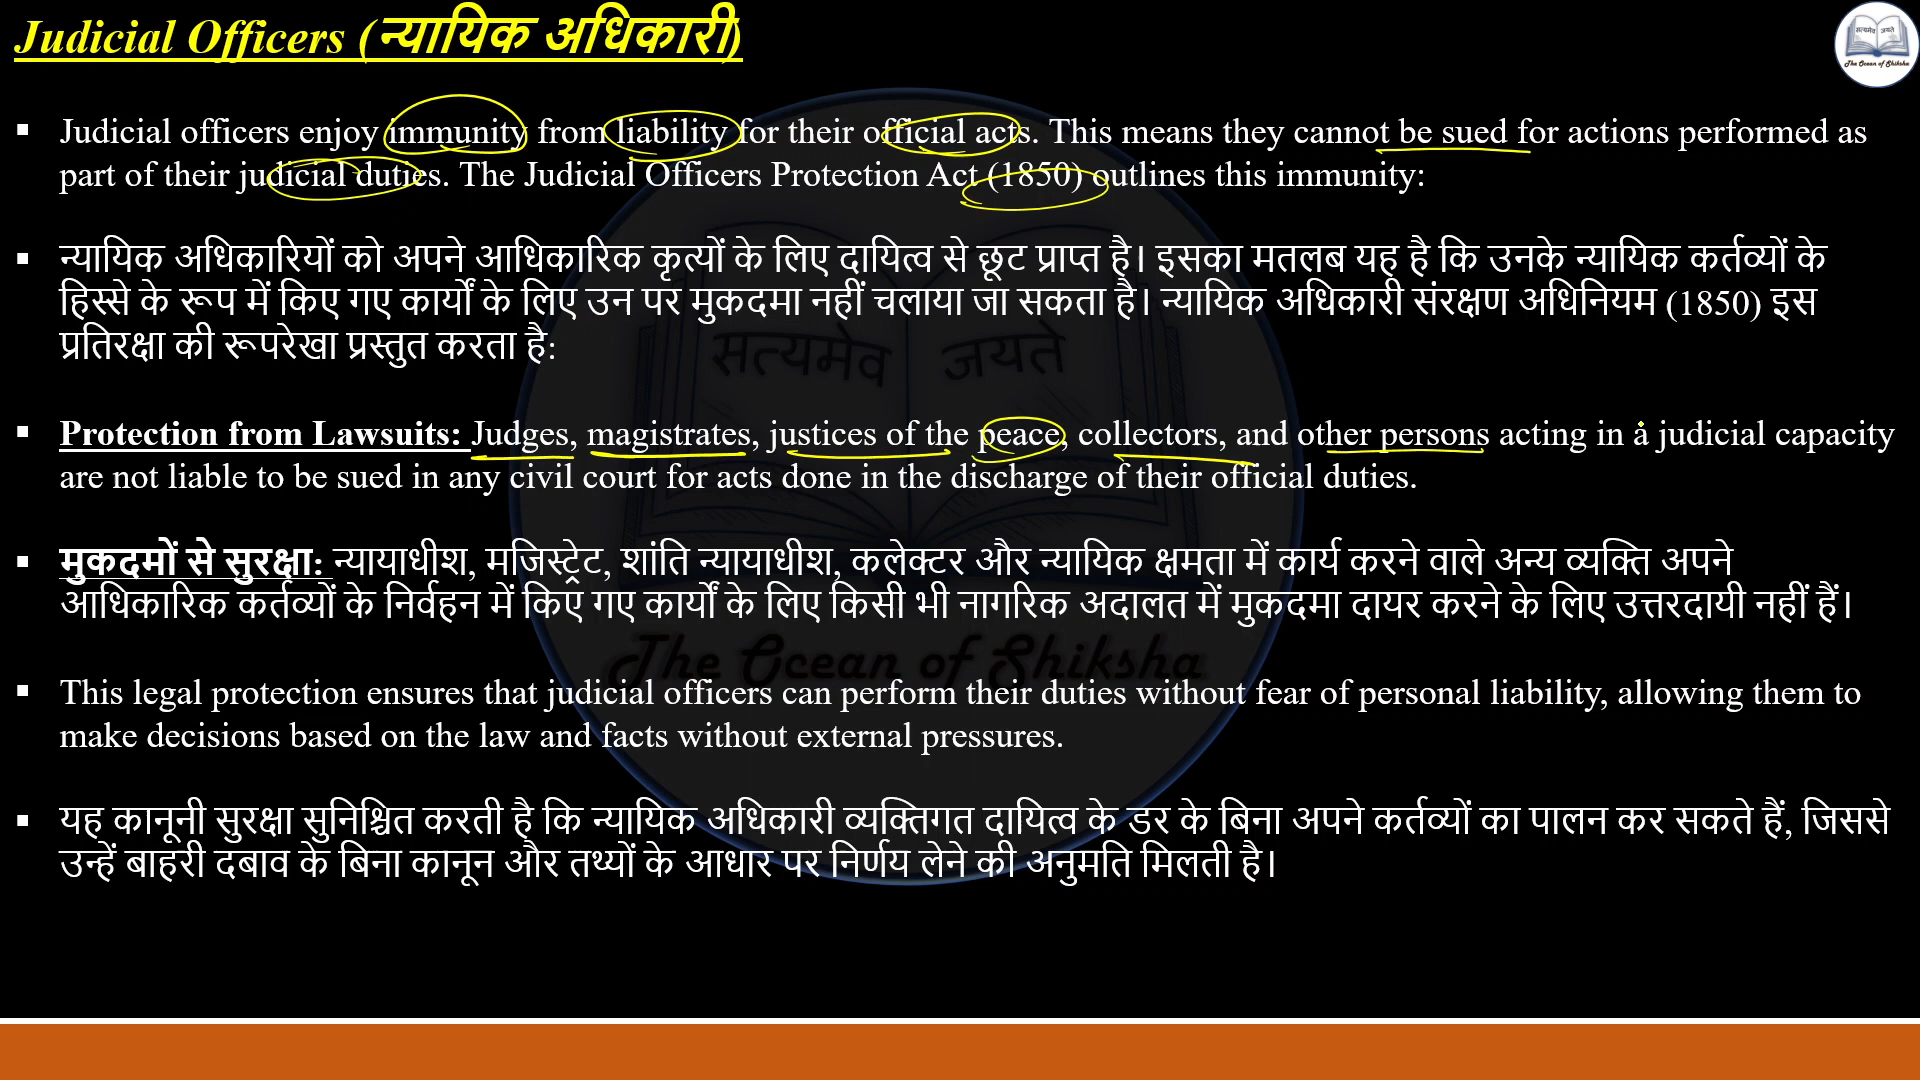 Judicial Officers (न्यायिक अधिकारी)
सत्यमेव जयते
The Ocean of Shiksha
▪ Judicial officers enjoy immunity from liability for their official acts. This means they cannot be sued for actions performed as
part of their judicial duties. The Judicial Officers Protection Act (1850) outlines this immunity:
▪ न्यायिक अधिकारियों को अपने आधिकारिक कृत्यों के लिए दायित्व से छूट प्राप्त है। इसका मतलब यह है कि उनके न्यायिक कर्तव्यों के
हिस्से के रूप में किए गए कार्यों के लिए उन पर मुकदमा नहीं चलाया जा सकता है। न्यायिक अधिकारी संरक्षण अधिनियम (1850) इस
प्रतिरक्षा की रूपरेखा प्रस्तुत करता है:
सत्यमेव जयते
▪ Protection from Lawsuits: Judges, magistrates, justices of the peace, collectors, and other persons acting in a judicial capacity
are not liable to be sued in any civil court for acts done in the discharge of their official duties.
▪ मुकदमों से सुरक्षा: न्यायाधीश, मजिस्ट्रेट, शांति न्यायाधीश, कलेक्टर और न्यायिक क्षमता में कार्य करने वाले अन्य व्यक्ति अपने
आधिकारिक कर्तव्यों के निर्वहन में किए गए कार्यों के लिए किसी भी नागरिक अदालत में मुकदमा दायर करने के लिए उत्तरदायी नहीं हैं।
The Ocean of Shiksha
▪ This legal protection ensures that judicial officers can perform their duties without fear of personal liability, allowing them to
make decisions based on the law and facts without external pressures.
▪ यह कानूनी सुरक्षा सुनिश्चित करती है कि न्यायिक अधिकारी व्यक्तिगत दायित्व के डर के बिना अपने कर्तव्यों का पालन कर सकते हैं, जिससे
उन्हें बाहरी दबाव के बिना कानून और तथ्यों के आधार पर निर्णय लेने की अनुमति मिलती है।